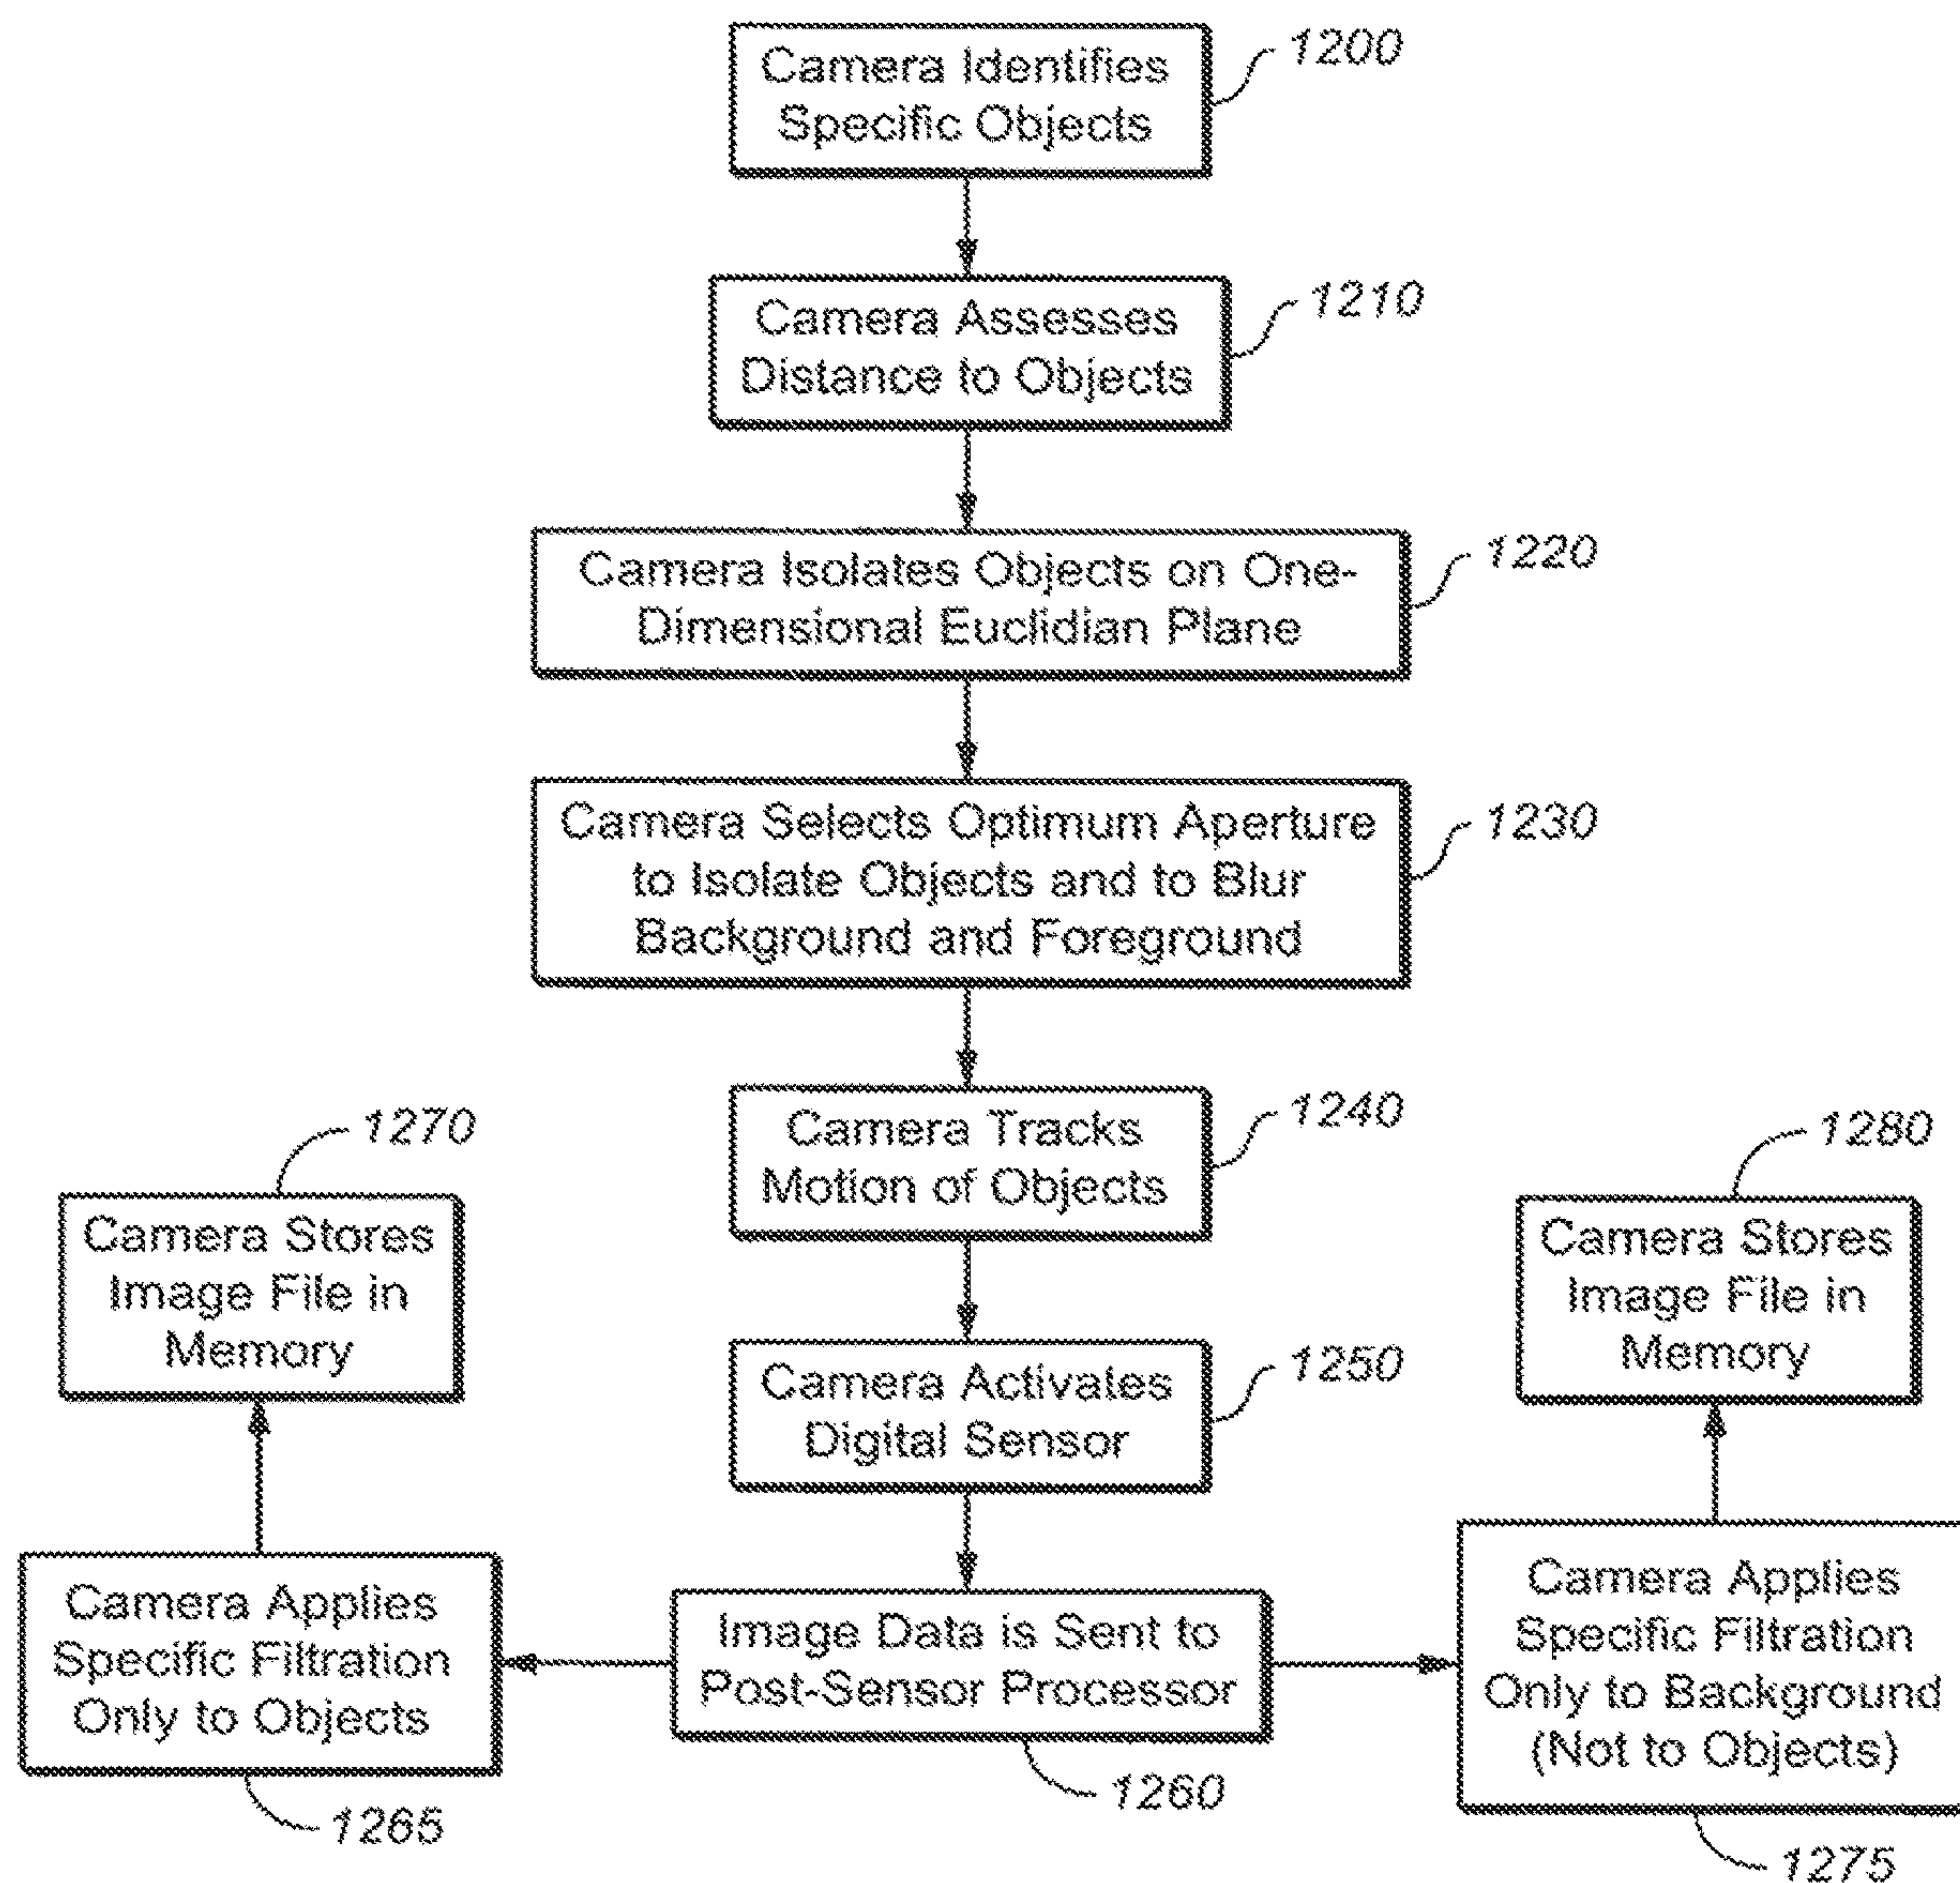 Camera Identifies
Specific Objects
1200
Camera Assesses
Distance to Objects
1210
Camera Isolates Objects on One-
Dimensional Euclidian Plane
1220
Camera Selects Optimum Aperture
to Isolate Objects and to Blur
Background and Foreground
1230
Camera Tracks
Motion of Objects
1240
Camera Activates
Digital Sensor
1250
Image Data is Sent to
Post-Sensor Processor
1260
Camera Applies
Specific Filtration
Only to Objects
1265
Camera Stores
Image File in
Memory
1270
Camera Applies
Specific Filtration
Only to Background
(Not to Objects)
1275
Camera Stores
Image File in
Memory
1280